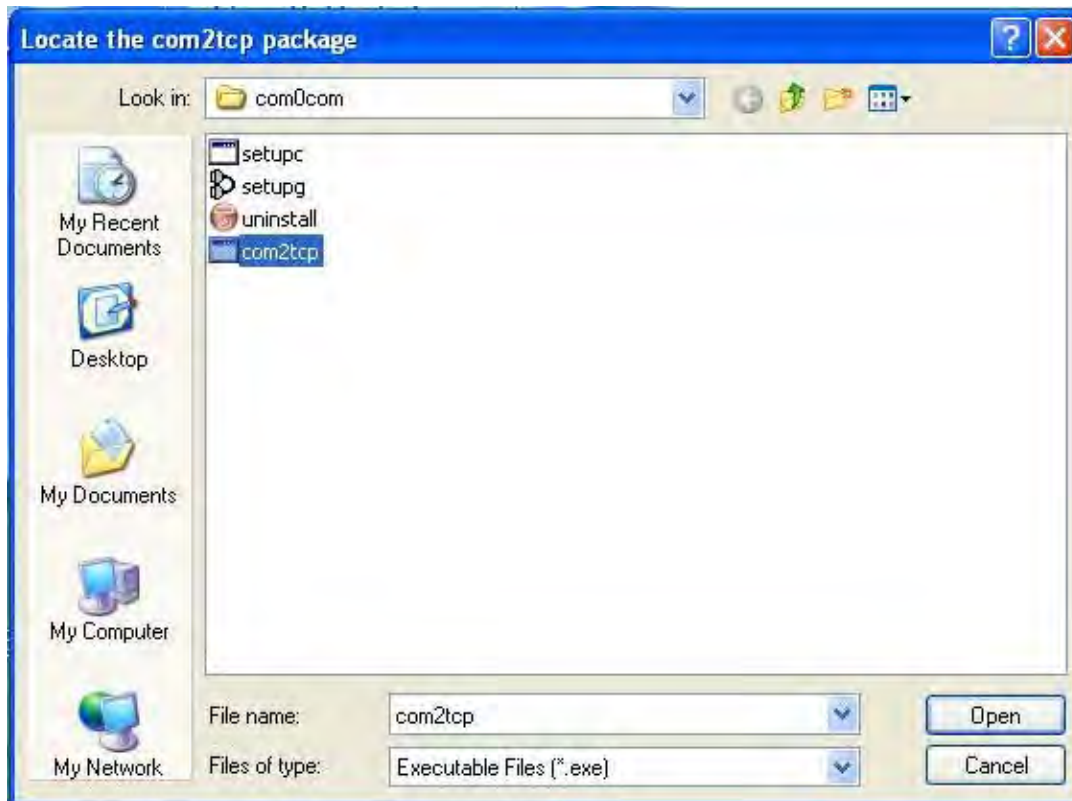 Locate the com2tcp package
Look in:
com0com
setupc
setupg
uninstall
com2tcp
My Recent
Documents
Desktop
My Documents
My Computer
My Network
File name:
com2tcp
Open
Files of type:
Executable Files (*.exe)
Cancel